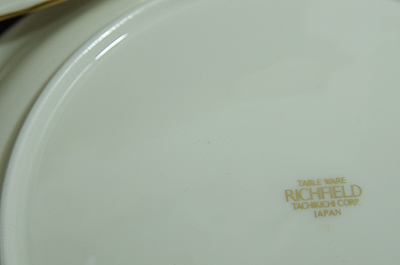 TABLE WARE
RICHFIELD
TACHIKICHI CORP.
JAPAN